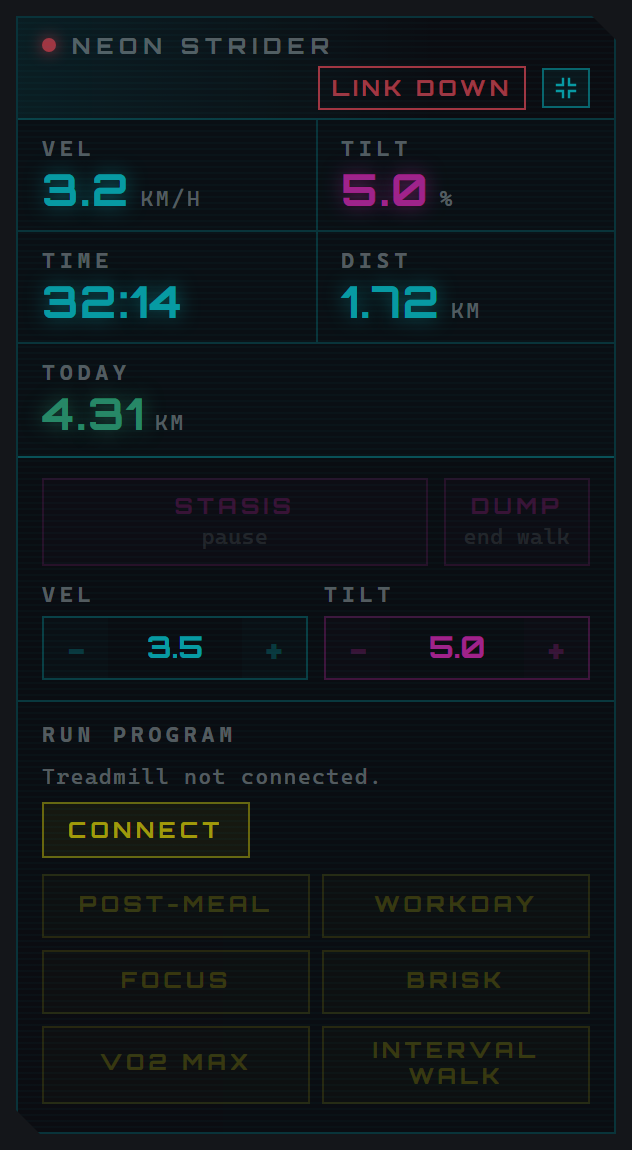 NEON STRIDER
LINK DOWN
VEL
3.2 KM/H
TILT
5.0 %
TIME
32:14
DIST
1.72 KM
TODAY
4.31 KM
STASIS
pause
DUMP
end walk
VEL
- 3.5 +
TILT
- 5.0 +
RUN PROGRAM
Treadmill not connected.
CONNECT
POST-MEAL
WORKDAY
FOCUS
BRISK
VO2 MAX
INTERVAL
WALK